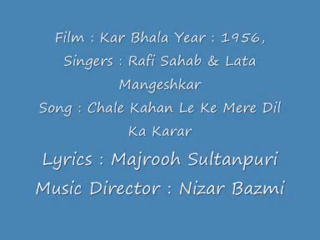 Film : Kar Bhala Year : 1956,
Singers : Rafi Sahab & Lata
Mangeshkar
Song : Chale Kahan Le Ke Mere Dil
Ka Karar
Lyrics : Majrooh Sultanpuri
Music Director : Nizar Bazmi